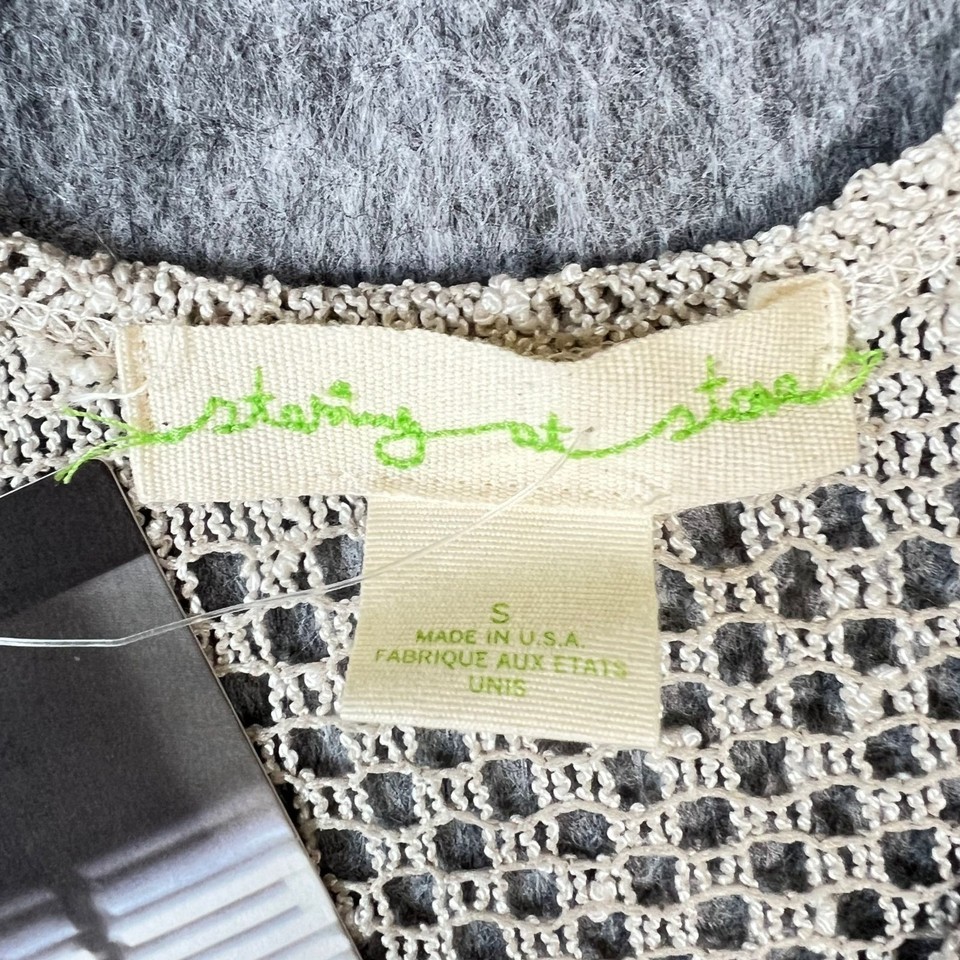 staring at stars
S
MADE IN U.S.A.
FABRIQUE AUX ETATS
UNIS